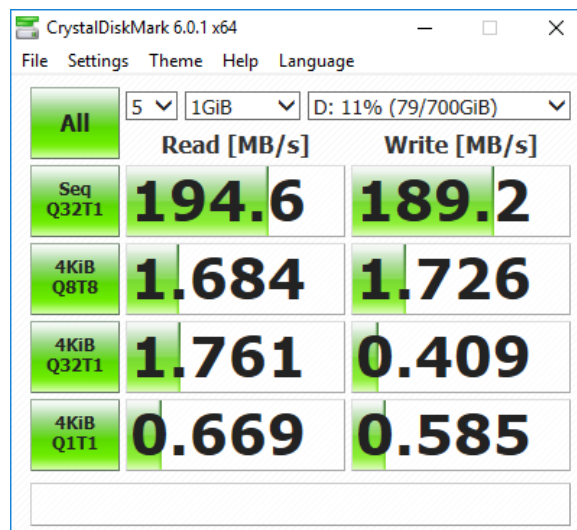 CrystalDiskMark 6.0.1 x64
File Settings Theme Help Language
All 5 1GiB D: 11% (79/700GiB)
Read [MB/s] Write [MB/s]
Seq
Q32T1 194.6 189.2
4KiB
Q8T8 1.684 1.726
4KiB
Q32T1 1.761 0.409
4KiB
Q1T1 0.669 0.585